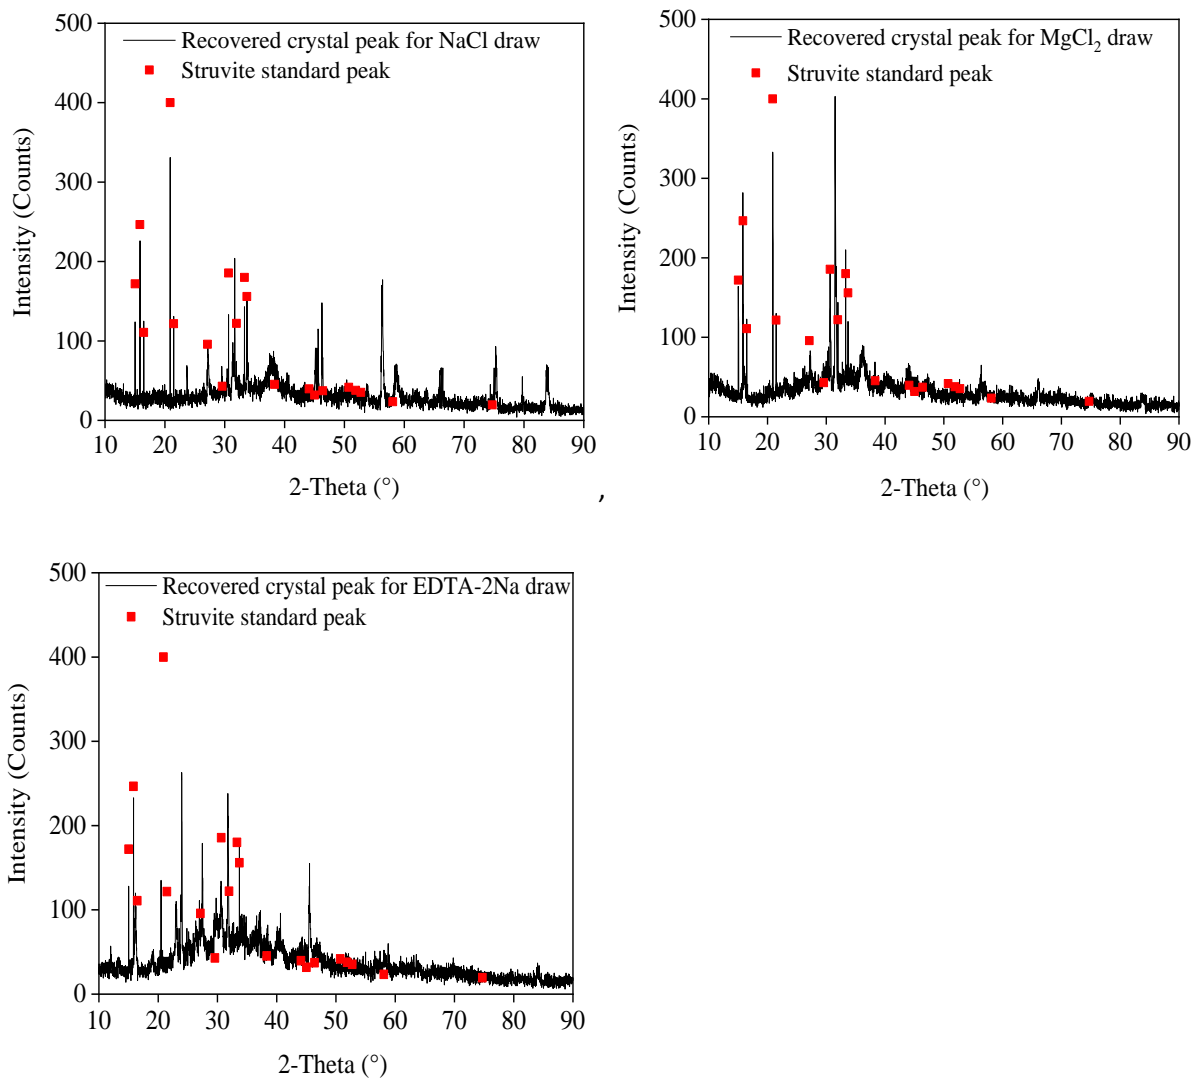 500
400
300
200
100
0
Intensity (Counts)
Recovered crystal peak for NaCl draw
Struvite standard peak
10 20 30 40 50 60 70 80 90
2-Theta (°)
,
500
400
300
200
100
0
Intensity (Counts)
Recovered crystal peak for MgCl₂ draw
Struvite standard peak
10 20 30 40 50 60 70 80 90
2-Theta (°)
500
400
300
200
100
0
Intensity (Counts)
Recovered crystal peak for EDTA-2Na draw
Struvite standard peak
10 20 30 40 50 60 70 80 90
2-Theta (°)